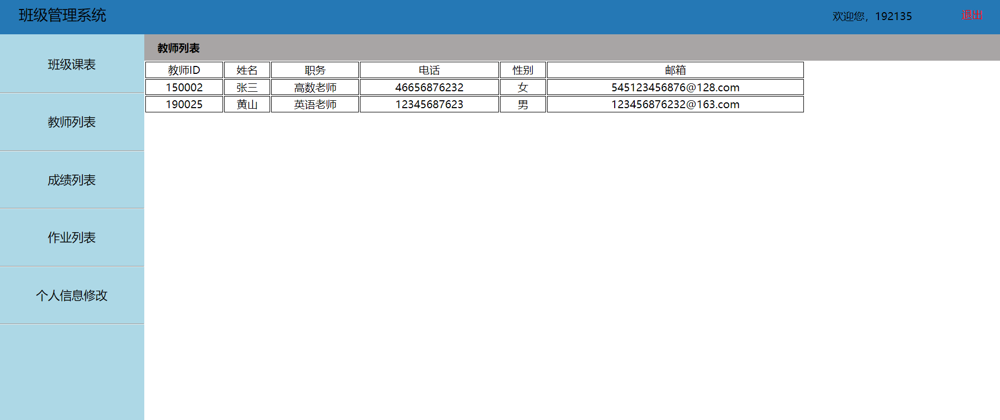 班级管理系统
欢迎您，192135
退出
班级课表
教师列表
成绩列表
作业列表
个人信息修改
教师列表
教师ID 姓名 职务 电话 性别 邮箱
150002 张三 高数老师 46656876232 女 545123456876@128.com
190025 黄山 英语老师 12345687623 男 123456876232@163.com